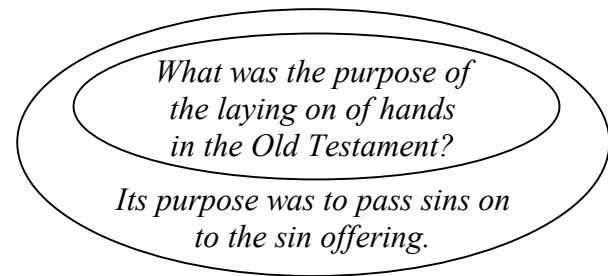 What was the purpose of
the laying on of hands
in the Old Testament?
Its purpose was to pass sins on
to the sin offering.